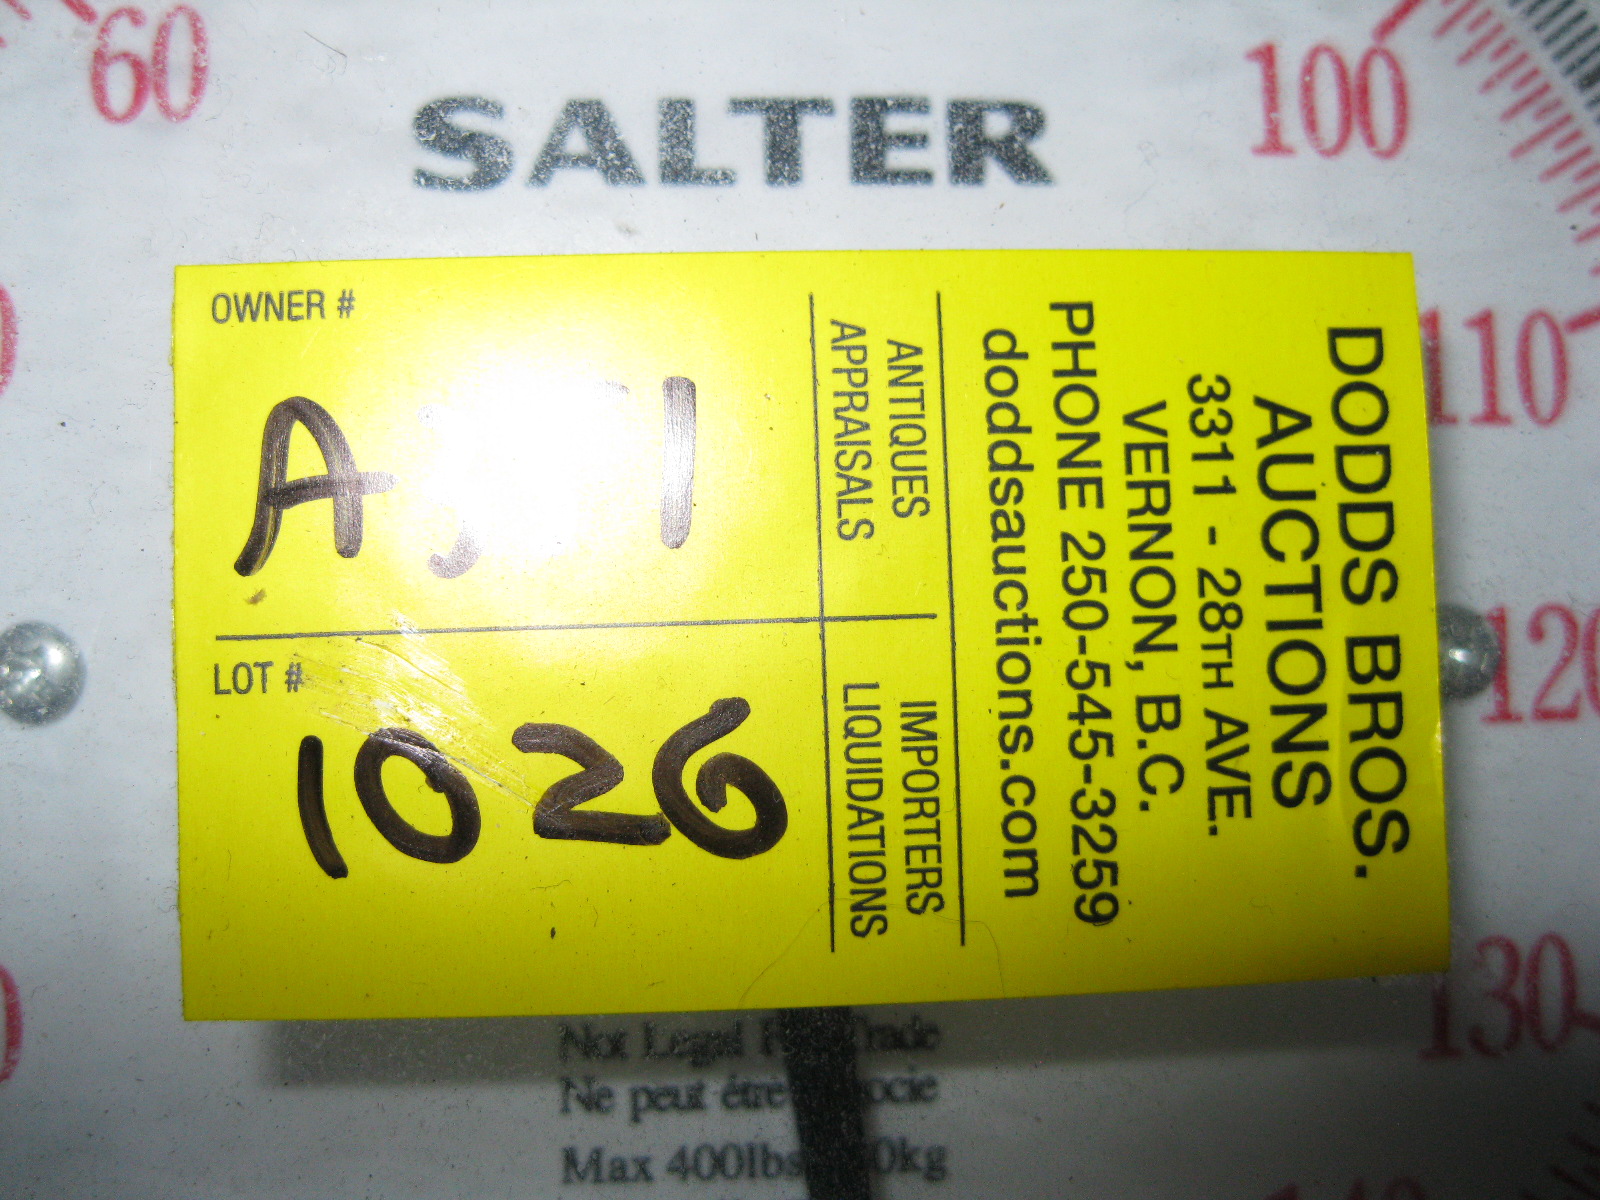 60
SALTER
100
110
120
130
OWNER #
LOT #
1026
ANTIQUES IMPORTERS
APPRAISALS LIQUIDATIONS
DODDS BROS.
AUCTIONS
3311 - 28TH AVE.
VERNON, B.C.
PHONE 250-545-3259
doddsauctions.com
Not Legal Trade
Ne peut être
Max 400lbs